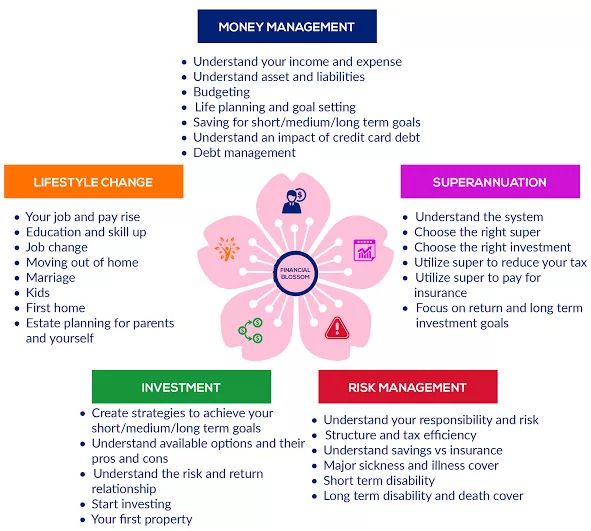 MONEY MANAGEMENT
• Understand your income and expense
• Understand asset and liabilities
• Budgeting
• Life planning and goal setting
• Saving for short/medium/long term goals
• Understand an impact of credit card debt
• Debt management
LIFESTYLE CHANGE
• Your job and pay rise
• Education and skill up
• Job change
• Moving out of home
• Marriage
• Kids
• First home
• Estate planning for parents
and yourself
SUPERANNUATION
• Understand the system
• Choose the right super
• Choose the right investment
• Utilize super to reduce your tax
• Utilize super to pay for
insurance
• Focus on return and long term
investment goals
FINANCIAL
BLOSSOM
INVESTMENT
• Create strategies to achieve your
short/medium/long term goals
• Understand available options and their
pros and cons
• Understand the risk and return
relationship
• Start investing
• Your first property
RISK MANAGEMENT
• Understand your responsibility and risk
• Structure and tax efficiency
• Understand savings vs insurance
• Major sickness and illness cover
• Short term disability
• Long term disability and death cover